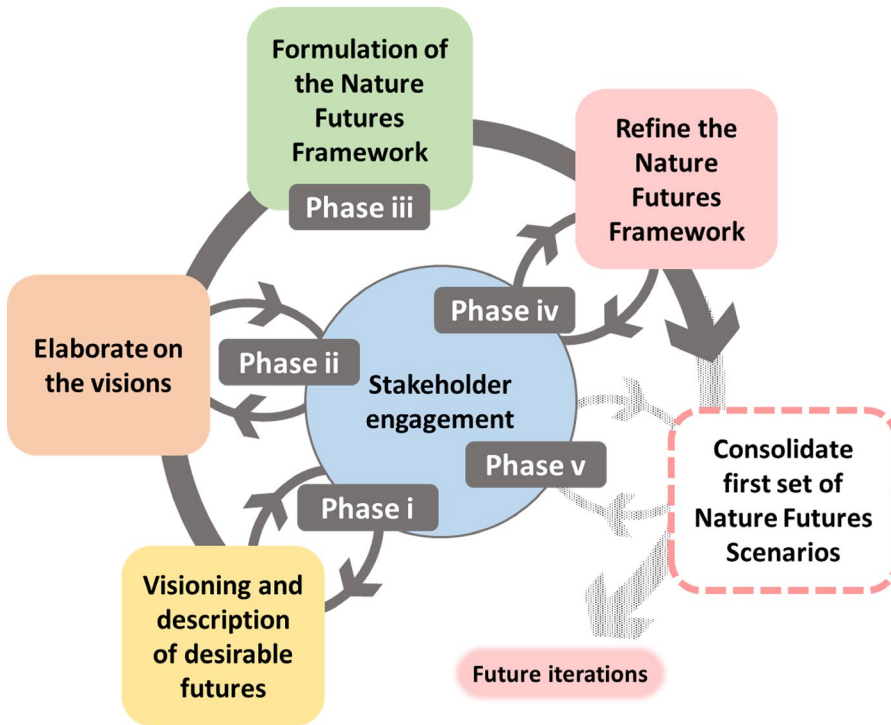 Formulation of
the Nature
Futures
Framework
Phase iii
Refine the
Nature
Futures
Framework
Phase iv
Elaborate on
the visions
Phase ii
Stakeholder
engagement
Phase v
Phase i
Consolidate
first set of
Nature Futures
Scenarios
Visioning and
description
of desirable
futures
Future iterations